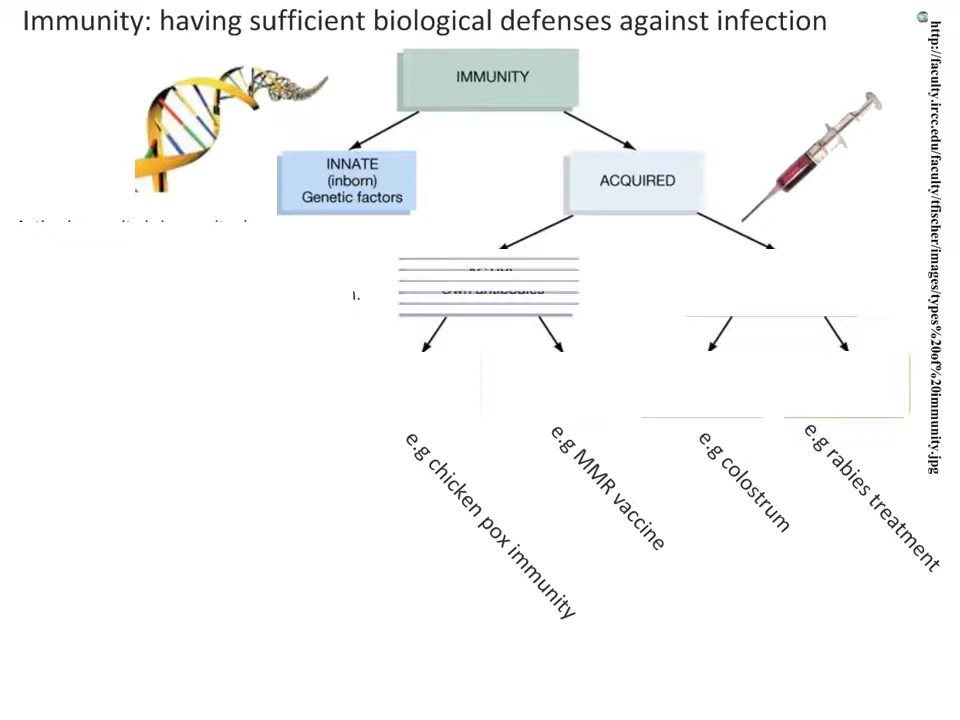 Immunity: having sufficient biological defenses against infection
IMMUNITY
INNATE
(inborn)
Genetic factors
ACQUIRED
e.g chicken pox immunity
e.g MMR vaccine
e.g colostrum
e.g rabies treatment
http://faculty.ircc.edu/faculty/tfischer/images/types%20of%20immunity.jpg